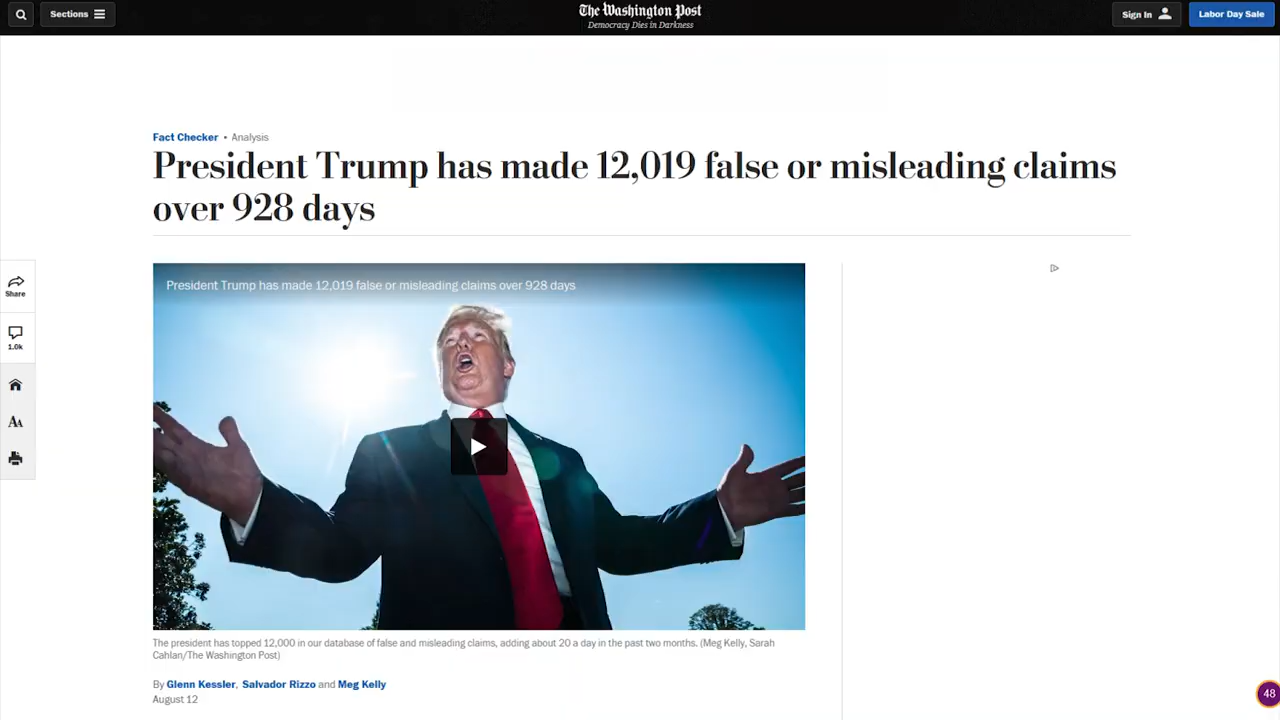 Sections
The Washington Post
Democracy Dies in Darkness
Sign In
Labor Day Sale
Fact Checker • Analysis
President Trump has made 12,019 false or misleading claims
over 928 days
Share
1.0k
AA
President Trump has made 12,019 false or misleading claims over 928 days
The president has topped 12,000 in our database of false and misleading claims, adding about 20 a day in the past two months. (Meg Kelly, Sarah
Cahlan/The Washington Post)
By Glenn Kessler, Salvador Rizzo and Meg Kelly
August 12
48